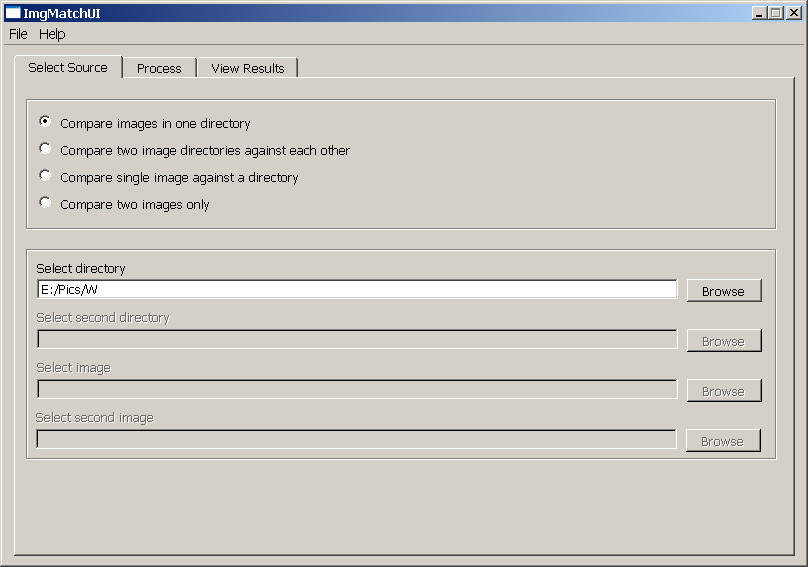 ImgMatchUI
File Help
Select Source Process View Results
Compare images in one directory
Compare two image directories against each other
Compare single image against a directory
Compare two images only
Select directory
E:/Pics/W Browse
Select second directory
Browse
Select image
Browse
Select second image
Browse